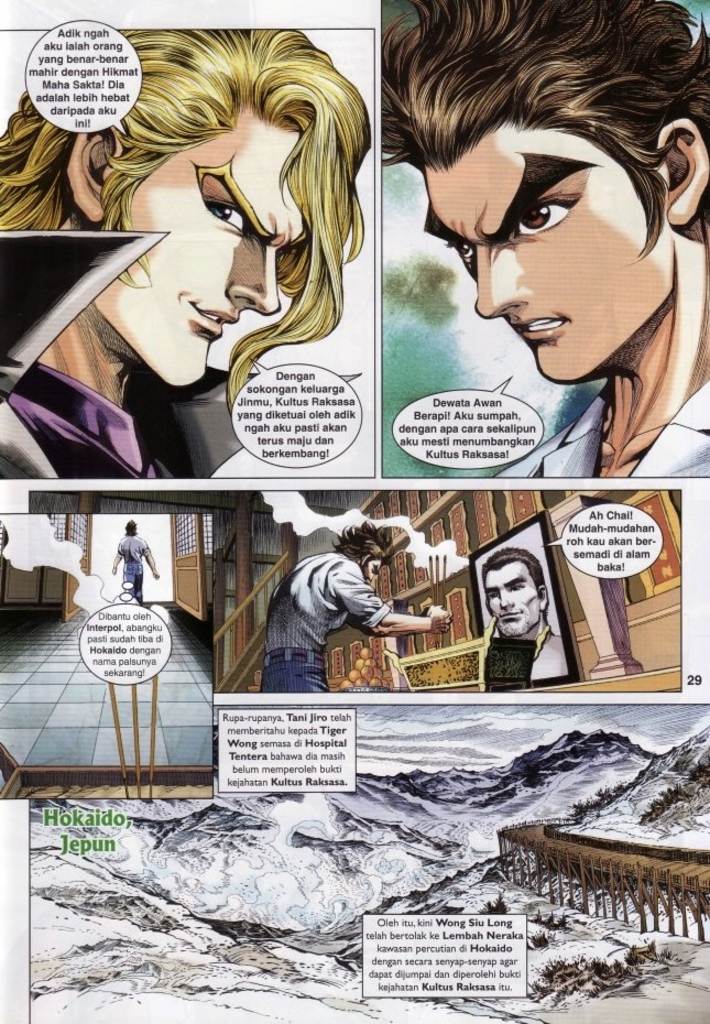 Adik ngah
aku ialah orang
yang benar-benar
mahir dengan Hikmat
Maha Sakta! Dia
adalah lebih hebat
daripada aku
ini!
Dengan
sokongan keluarga
Jinmu, Kultus Raksasa
yang diketuai oleh adik
ngah aku pasti akan
terus maju dan
berkembang!
Dewata Awan
Berapi! Aku sumpah,
dengan apa cara sekalipun
aku mesti menumbangkan
Kultus Raksasa!
Dibantu oleh
Interpol, abangku
pasti sudah tiba di
Hokaido dengan
nama palsunya
sekarang!
Ah Chai!
Mudah-mudahan
roh kau akan ber-
semadi di alam
baka!
29
Rupa-rupanya, Tani Jiro telah
memberitahu kepada Tiger
Wong semasa di Hospital
Tentera bahawa dia masih
belum memperoleh bukti
kejahatan Kultus Raksasa.
Hokaido,
Jepun
Oleh itu, kini Wong Siu Long
telah bertolak ke Lembah Neraka
kawasan percutian di Hokaido
dengan secara senyap-senyap agar
dapat dijumpai dan diperolehi bukti
kejahatan Kultus Raksasa itu.